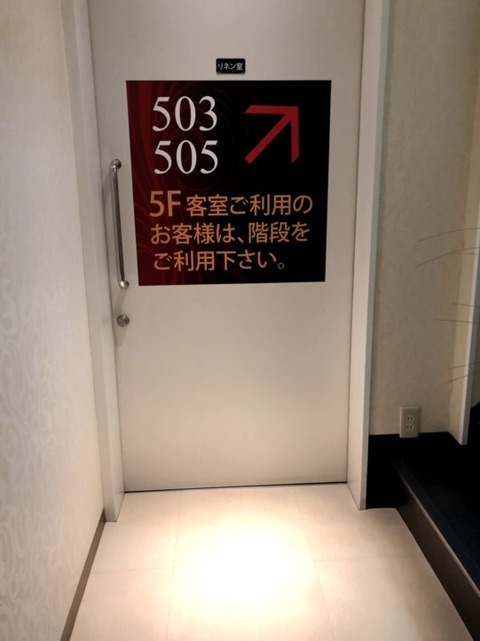 リネン室
503
505
5F 客室ご利用の
お客様は、階段を
ご利用下さい。